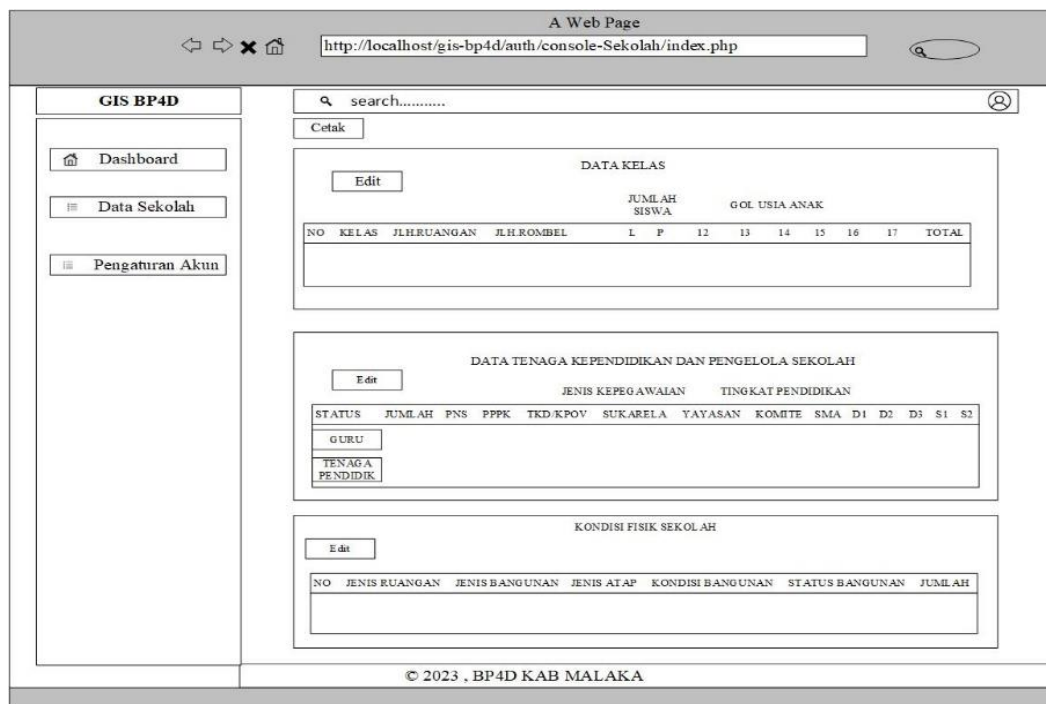 A Web Page
http://localhost/gis-bp4d/auth/console-Sekolah/index.php
GIS BP4D
search...........
Cetak
Dashboard
Data Sekolah
Pengaturan Akun
DATA KELAS
Edit
JUMLAH
SISWA
GOL USIA ANAK
NO KELAS JLH.RUANGAN JLH.ROMBEL L P 12 13 14 15 16 17 TOTAL
DATA TENAGA KEPENDIDIKAN DAN PENGELOLA SEKOLAH
Edit
JENIS KEPEGAWAIAN TINGKAT PENDIDIKAN
STATUS JUMLAH PNS PPPK TKD/KPOV SUKARELA YAYASAN KOMITE SMA D1 D2 D3 S1 S2
GURU
TENAGA
PENDIDIK
KONDISI FISIK SEKOLAH
Edit
NO JENIS RUANGAN JENIS BANGUNAN JENIS ATAP KONDISI BANGUNAN STATUS BANGUNAN JUMLAH
© 2023 , BP4D KAB MALAKA